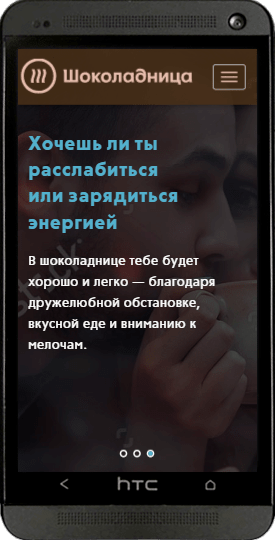 Шоколадница
Хочешь ли ты
расслабиться
или зарядиться
энергией
В шоколаднице тебе будет
хорошо и легко — благодаря
дружелюбной обстановке,
вкусной еде и вниманию к
мелочам.
hTC